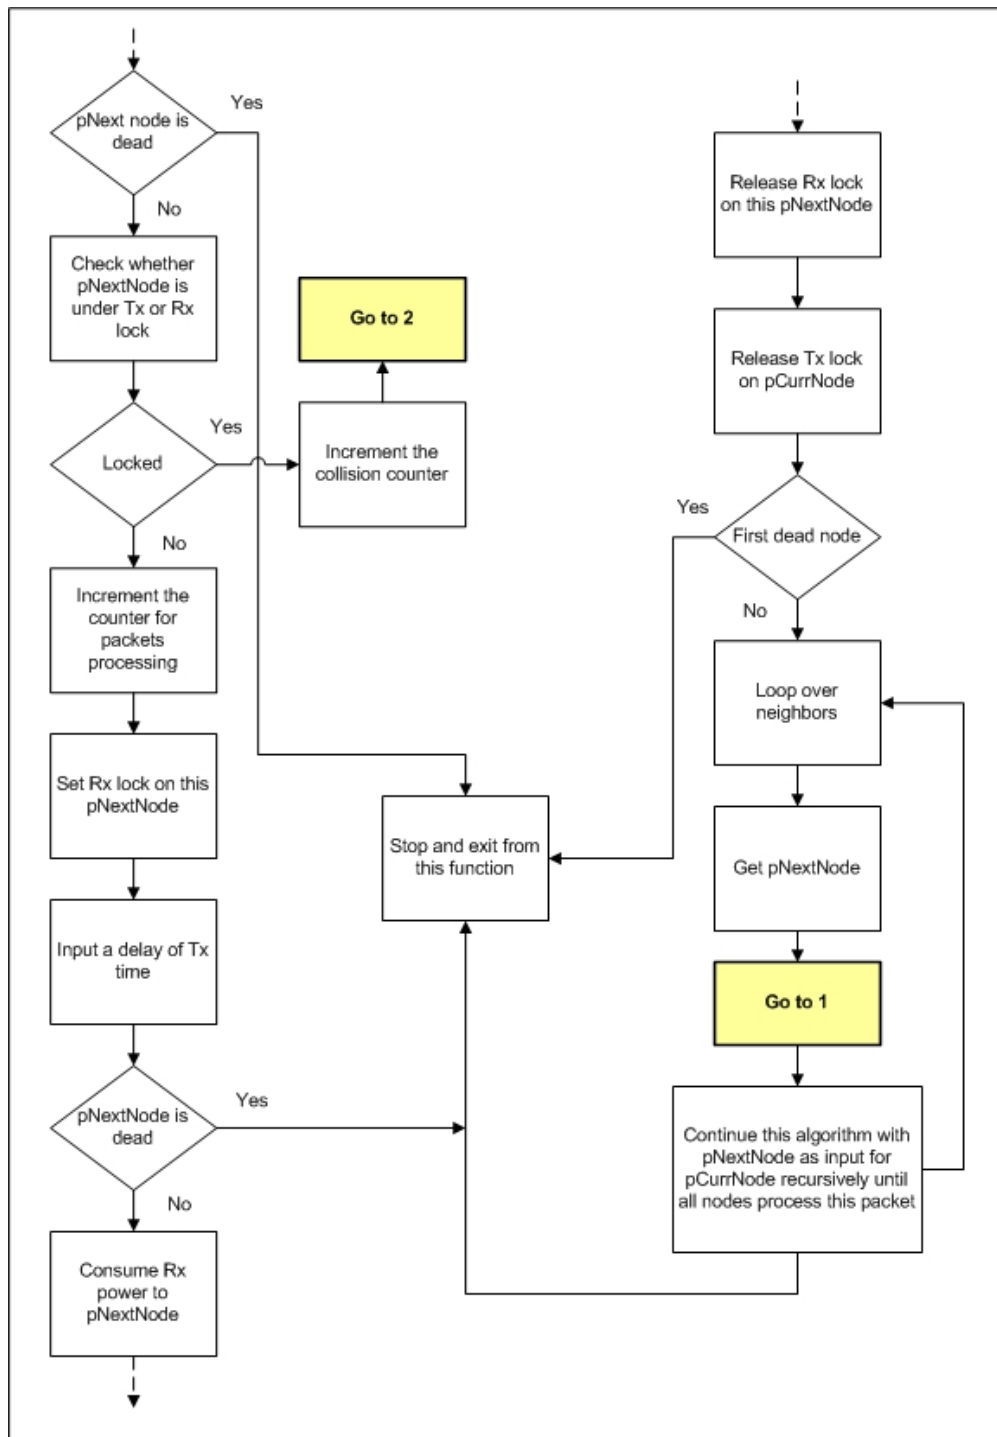 pNext node is
dead
Yes
No
Check whether
pNextNode is
under Tx or Rx
lock
Go to 2
Locked
Yes
Increment the
collision counter
No
Increment the
counter for
packets
processing
Set Rx lock on this
pNextNode
Input a delay of Tx
time
pNextNode is
dead
Yes
No
Consume Rx
power to
pNextNode
Stop and exit from
this function
Release Rx lock
on this pNextNode
Release Tx lock
on pCurrNode
Yes
First dead node
No
Loop over
neighbors
Get pNextNode
Go to 1
Continue this algorithm with
pNextNode as input for
pCurrNode recursively until
all nodes process this packet